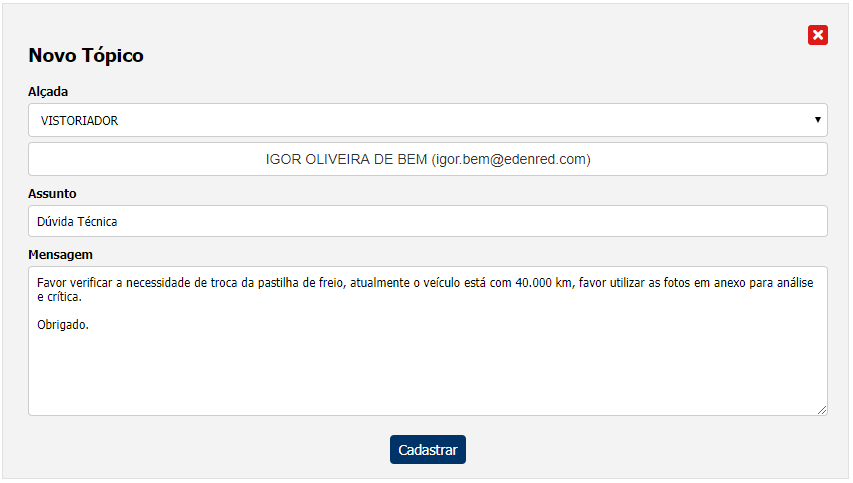 Novo Tópico
Alçada
VISTORIADOR
IGOR OLIVEIRA DE BEM (igor.bem@edenred.com)
Assunto
Dúvida Técnica
Mensagem
Favor verificar a necessidade de troca da pastilha de freio, atualmente o veículo está com 40.000 km, favor utilizar as fotos em anexo para análise
e crítica.
Obrigado.
Cadastrar